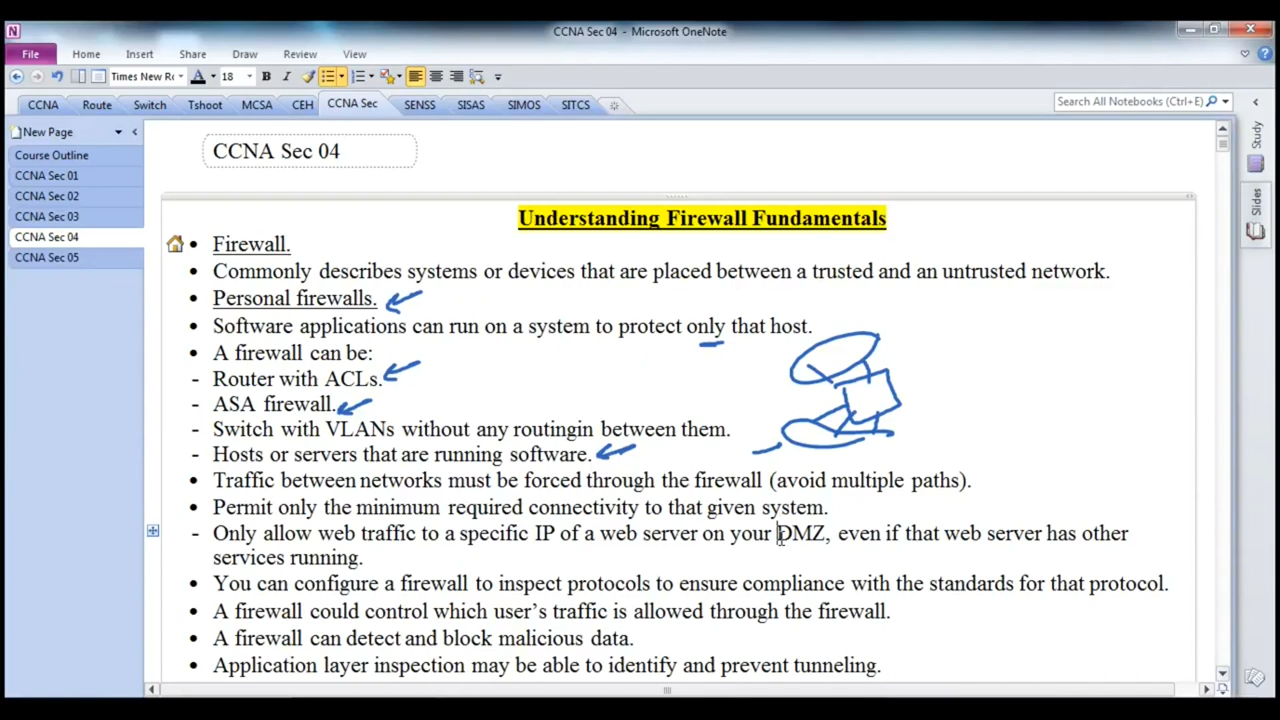 CCNA Sec 04 - Microsoft OneNote
File Home Insert Share Draw Review View
Times New Ro 18 B I
CCNA Route Switch Tshoot MCSA CEH CCNA Sec SENSS SISAS SIMOS SITCS Search All Notebooks (Ctrl+E)
New Page
Course Outline
CCNA Sec 01
CCNA Sec 02
CCNA Sec 03
CCNA Sec 04
CCNA Sec 05
CCNA Sec 04
Understanding Firewall Fundamentals
• Firewall.
• Commonly describes systems or devices that are placed between a trusted and an untrusted network.
• Personal firewalls.
• Software applications can run on a system to protect only that host.
• A firewall can be:
- Router with ACLs.
- ASA firewall.
- Switch with VLANs without any routingin between them.
- Hosts or servers that are running software.
• Traffic between networks must be forced through the firewall (avoid multiple paths).
• Permit only the minimum required connectivity to that given system.
- Only allow web traffic to a specific IP of a web server on your DMZ, even if that web server has other
services running.
• You can configure a firewall to inspect protocols to ensure compliance with the standards for that protocol.
• A firewall could control which user's traffic is allowed through the firewall.
• A firewall can detect and block malicious data.
• Application layer inspection may be able to identify and prevent tunneling.
Study
Slides